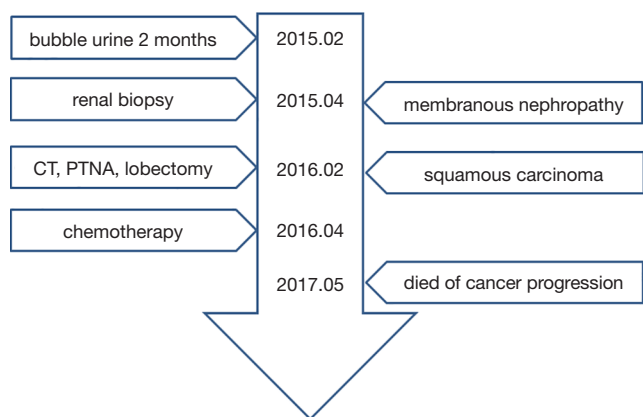 bubble urine 2 months
2015.02
renal biopsy
2015.04
membranous nephropathy
CT, PTNA, lobectomy
2016.02
squamous carcinoma
chemotherapy
2016.04
2017.05
died of cancer progression